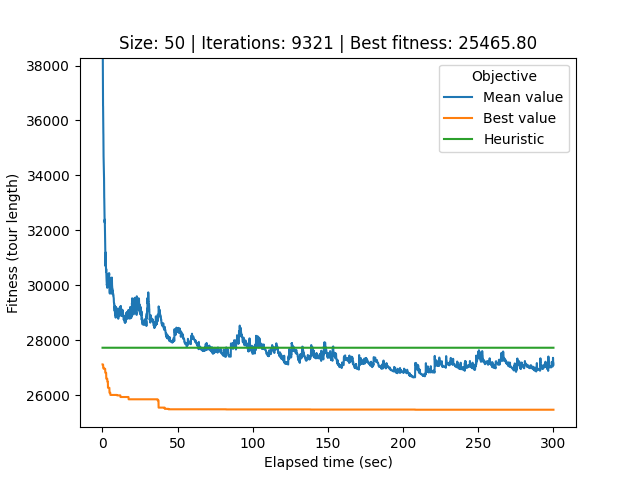 Size: 50 | Iterations: 9321 | Best fitness: 25465.80
Objective
Mean value
Best value
Heuristic
Fitness (tour length)
38000
36000
34000
32000
30000
28000
26000
0 50 100 150 200 250 300
Elapsed time (sec)